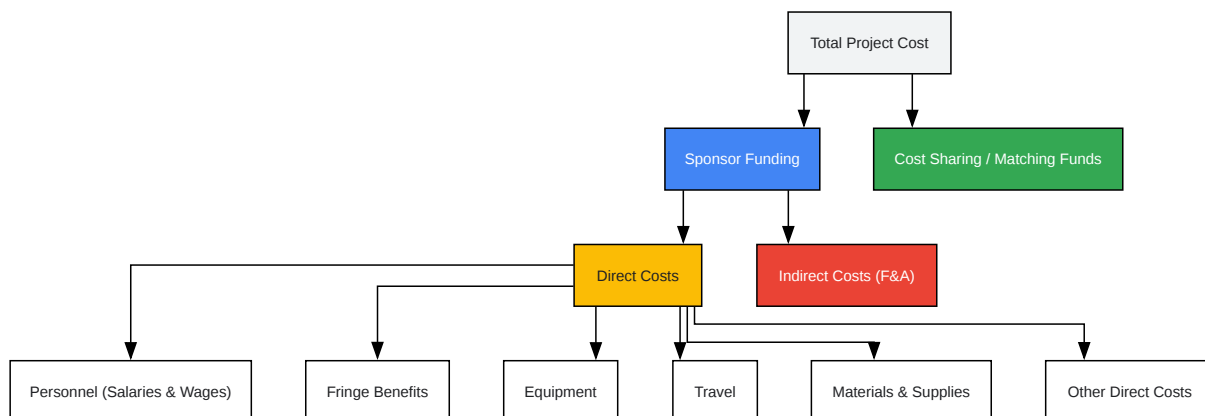 Total Project Cost
Sponsor Funding
Cost Sharing / Matching Funds
Direct Costs
Indirect Costs (F&A)
Personnel (Salaries & Wages)
Fringe Benefits
Equipment
Travel
Materials & Supplies
Other Direct Costs